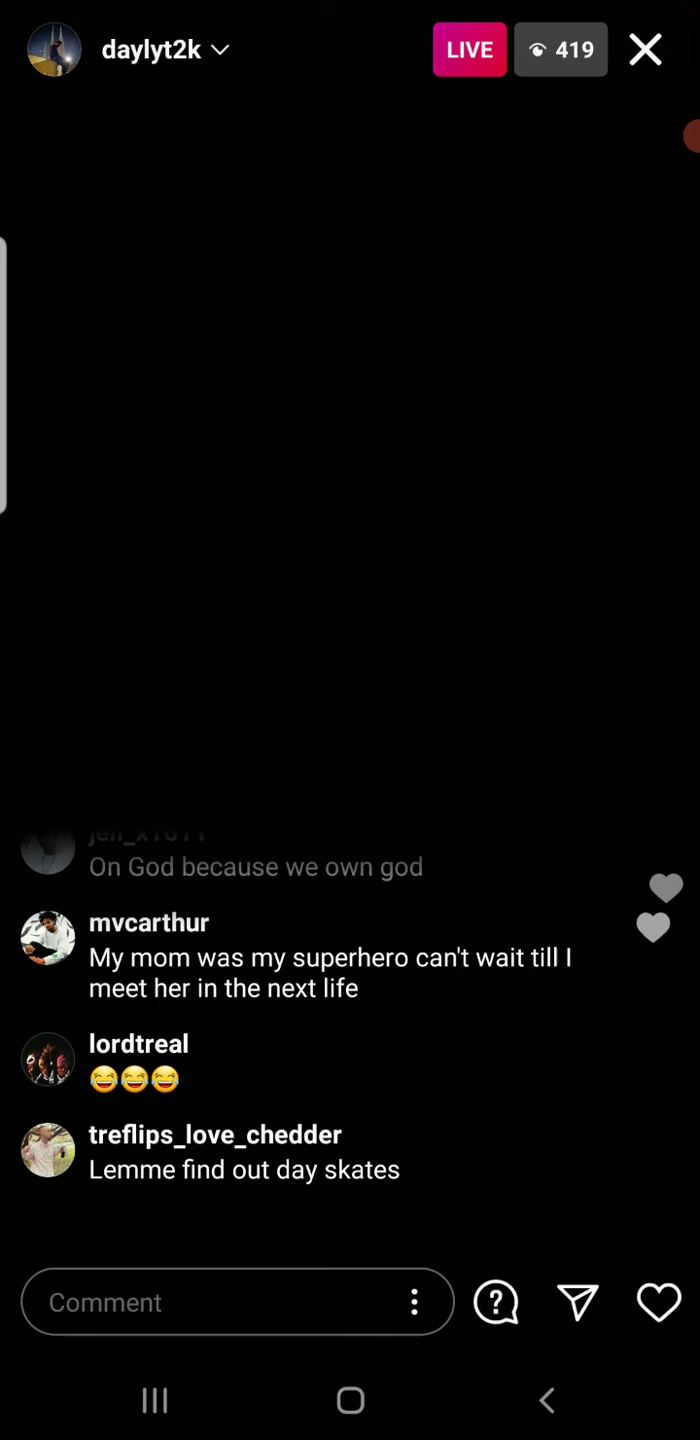 daylyt2k
LIVE
419
On God because we own god
mvcarthur
My mom was my superhero can't wait till I
meet her in the next life
lordtreal
😂😂😂
treflips_love_chedder
Lemme find out day skates
Comment